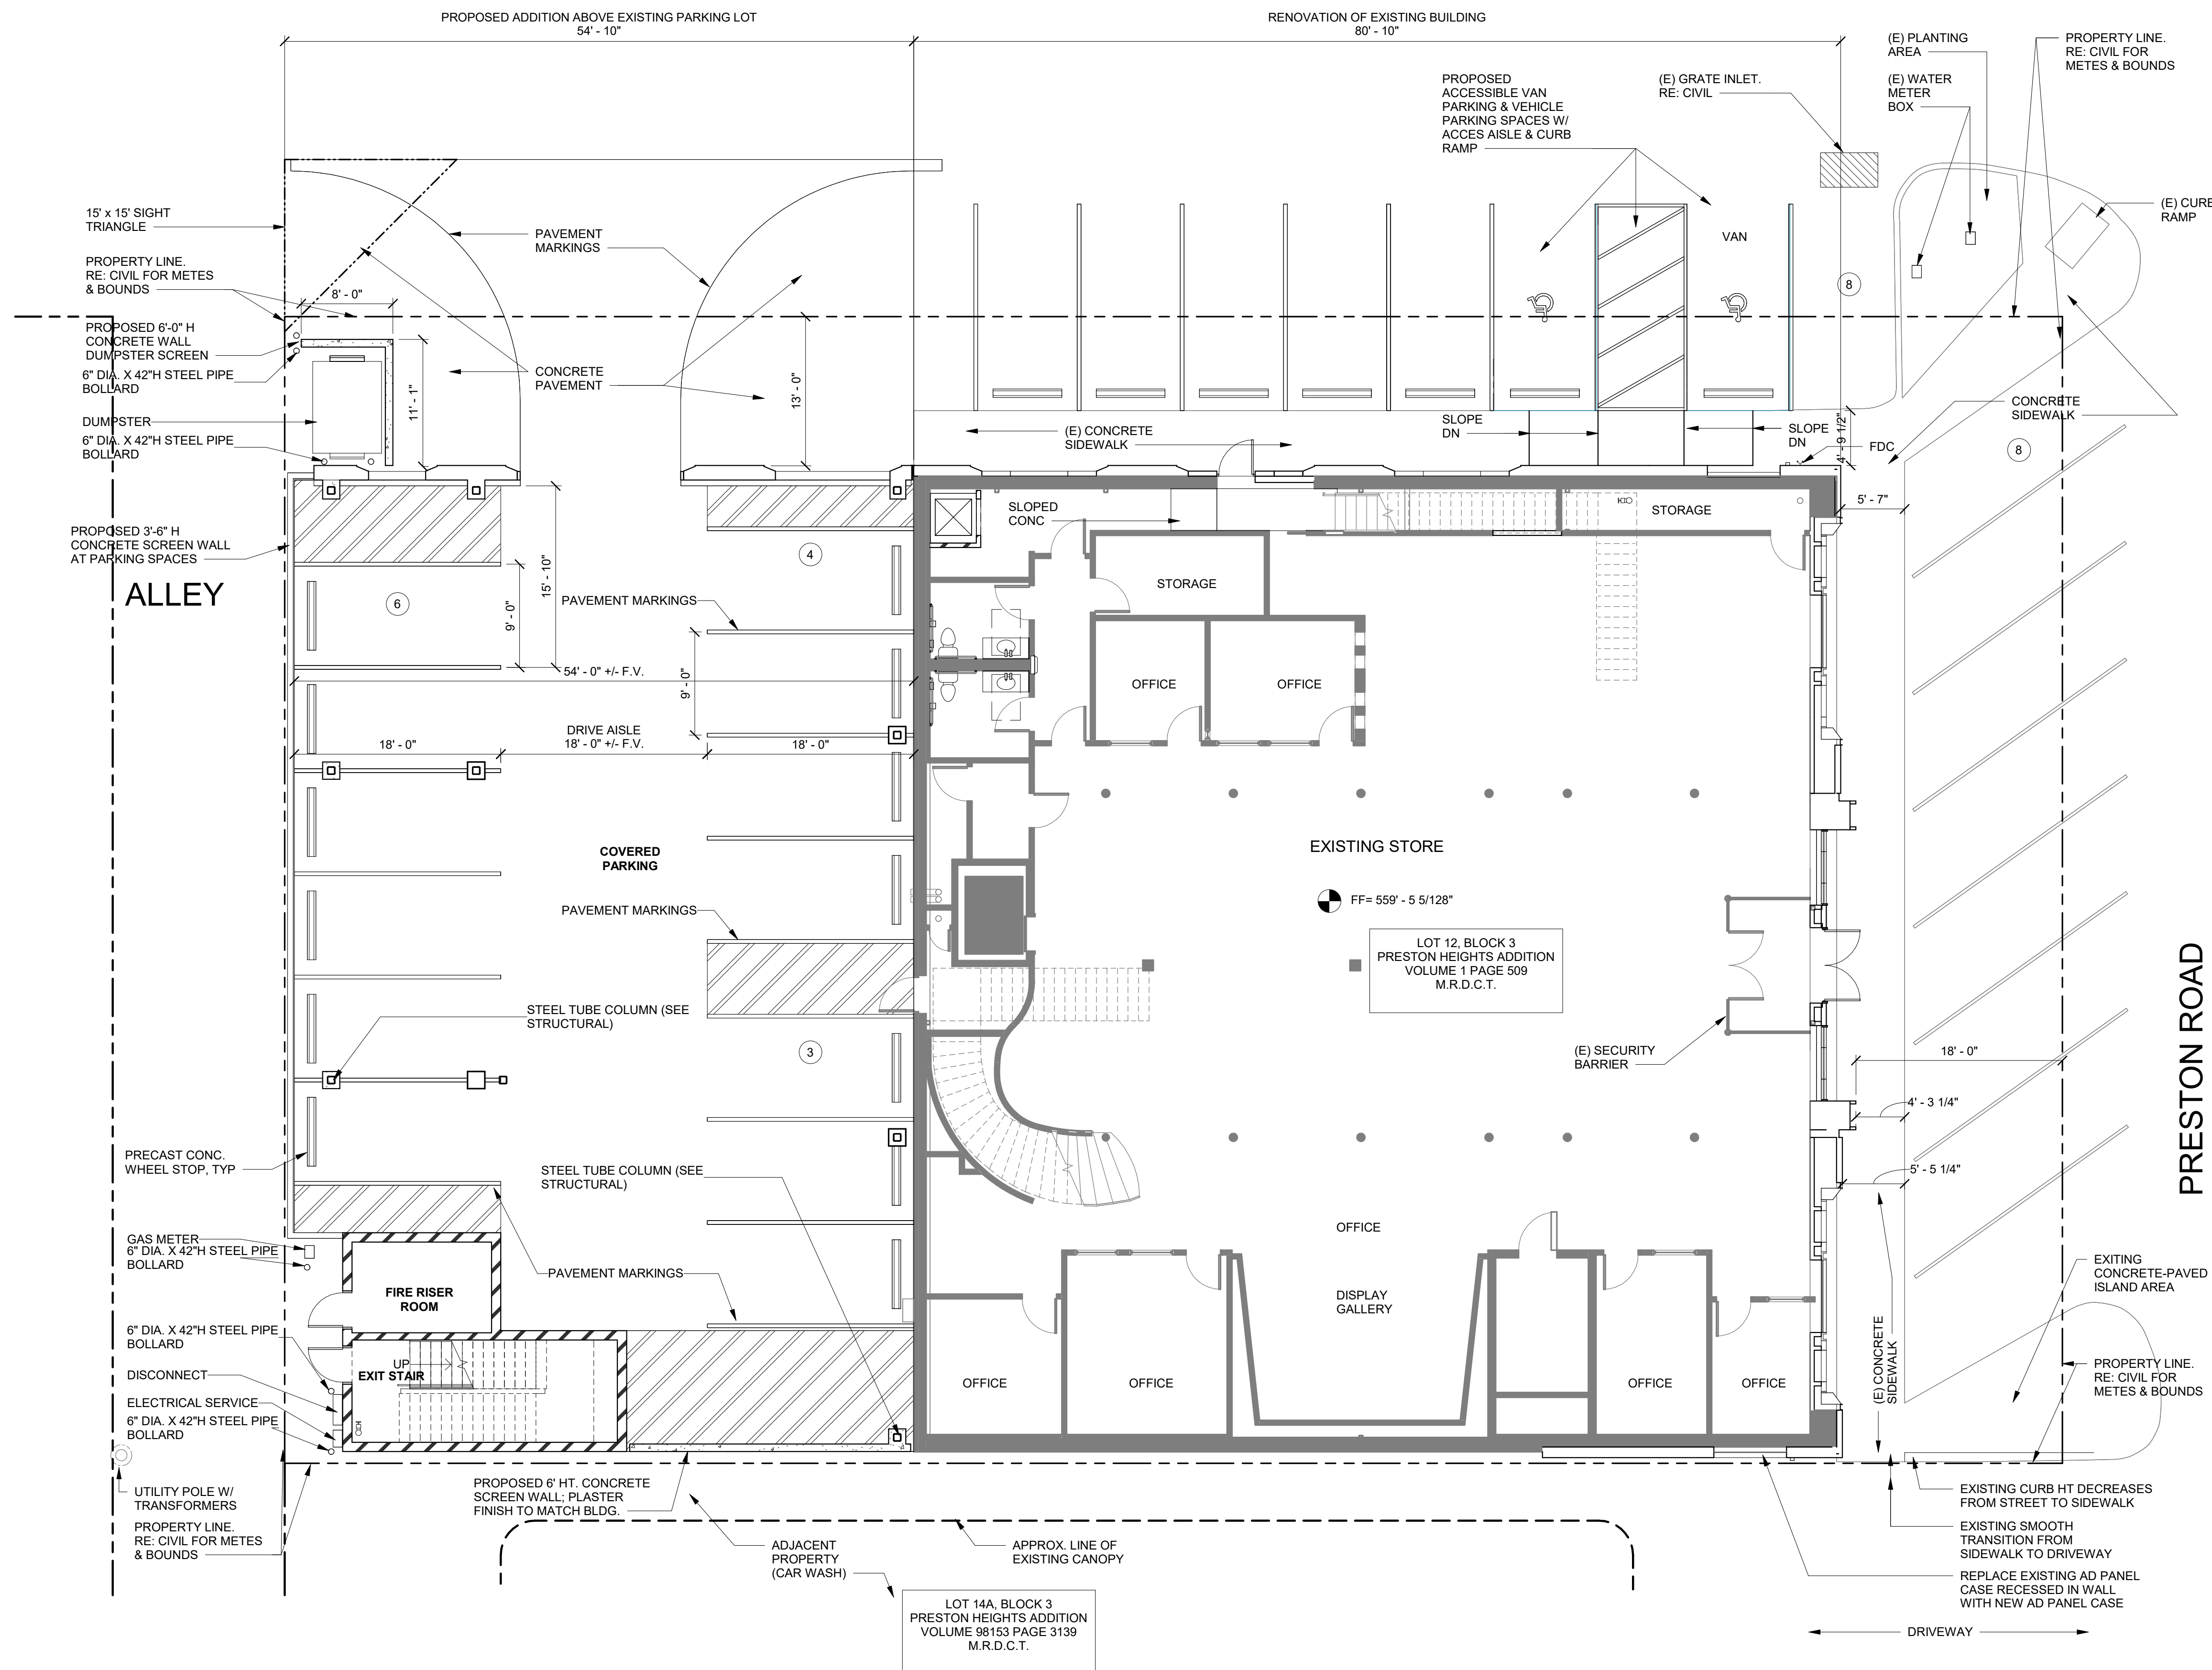 PROPOSED ADDITION ABOVE EXISTING PARKING LOT
54' - 10"
RENOVATION OF EXISTING BUILDING
80' - 10"
(E) PLANTING
AREA
(E) WATER
METER
BOX
PROPERTY LINE.
RE: CIVIL FOR
METES & BOUNDS
PROPOSED
ACCESSIBLE VAN
PARKING & VEHICLE
PARKING SPACES W/
ACCES AISLE & CURB
RAMP
(E) GRATE INLET.
RE: CIVIL
(E) CURB
RAMP
15' x 15' SIGHT
TRIANGLE
PAVEMENT
MARKINGS
VAN
PROPERTY LINE.
RE: CIVIL FOR METES
& BOUNDS
8' - 0"
8
PROPOSED 6'-0" H
CONCRETE WALL
DUMPSTER SCREEN
6" DIA. X 42"H STEEL PIPE
BOLLARD
DUMPSTER
6" DIA. X 42"H STEEL PIPE
BOLLARD
11' - 1"
CONCRETE
PAVEMENT
13' - 0"
(E) CONCRETE
SIDEWALK
SLOPE
DN
SLOPE
DN
4' - 9 1/2"
FDC
CONCRETE
SIDEWALK
8
5' - 7"
PROPOSED 3'-6" H
CONCRETE SCREEN WALL
AT PARKING SPACES
ALLEY
SLOPED
CONC
STORAGE
STORAGE
4
6
15' - 10"
9' - 0"
PAVEMENT MARKINGS
9' - 0"
54' - 0" +/- F.V.
OFFICE
OFFICE
18' - 0"
DRIVE AISLE
18' - 0" +/- F.V.
18' - 0"
COVERED
PARKING
EXISTING STORE
FF= 559' - 5 5/128"
PAVEMENT MARKINGS
LOT 12, BLOCK 3
PRESTON HEIGHTS ADDITION
VOLUME 1 PAGE 509
M.R.D.C.T.
PRESTON ROAD
STEEL TUBE COLUMN (SEE
STRUCTURAL)
3
(E) SECURITY
BARRIER
18' - 0"
4' - 3 1/4"
5' - 5 1/4"
PRECAST CONC.
WHEEL STOP, TYP
STEEL TUBE COLUMN (SEE
STRUCTURAL)
OFFICE
GAS METER
6" DIA. X 42"H STEEL PIPE
BOLLARD
PAVEMENT MARKINGS
FIRE RISER
ROOM
DISPLAY
GALLERY
EXITING
CONCRETE-PAVED
ISLAND AREA
6" DIA. X 42"H STEEL PIPE
BOLLARD
DISCONNECT
ELECTRICAL SERVICE
6" DIA. X 42"H STEEL PIPE
BOLLARD
UP
EXIT STAIR
OFFICE
OFFICE
OFFICE
OFFICE
(E) CONCRETE
SIDEWALK
PROPERTY LINE.
RE: CIVIL FOR
METES & BOUNDS
UTILITY POLE W/
TRANSFORMERS
PROPERTY LINE.
RE: CIVIL FOR METES
& BOUNDS
PROPOSED 6' HT. CONCRETE
SCREEN WALL; PLASTER
FINISH TO MATCH BLDG.
ADJACENT
PROPERTY
(CAR WASH)
APPROX. LINE OF
EXISTING CANOPY
EXISTING CURB HT DECREASES
FROM STREET TO SIDEWALK
EXISTING SMOOTH
TRANSITION FROM
SIDEWALK TO DRIVEWAY
REPLACE EXISTING AD PANEL
CASE RECESSED IN WALL
WITH NEW AD PANEL CASE
LOT 14A, BLOCK 3
PRESTON HEIGHTS ADDITION
VOLUME 98153 PAGE 3139
M.R.D.C.T.
DRIVEWAY